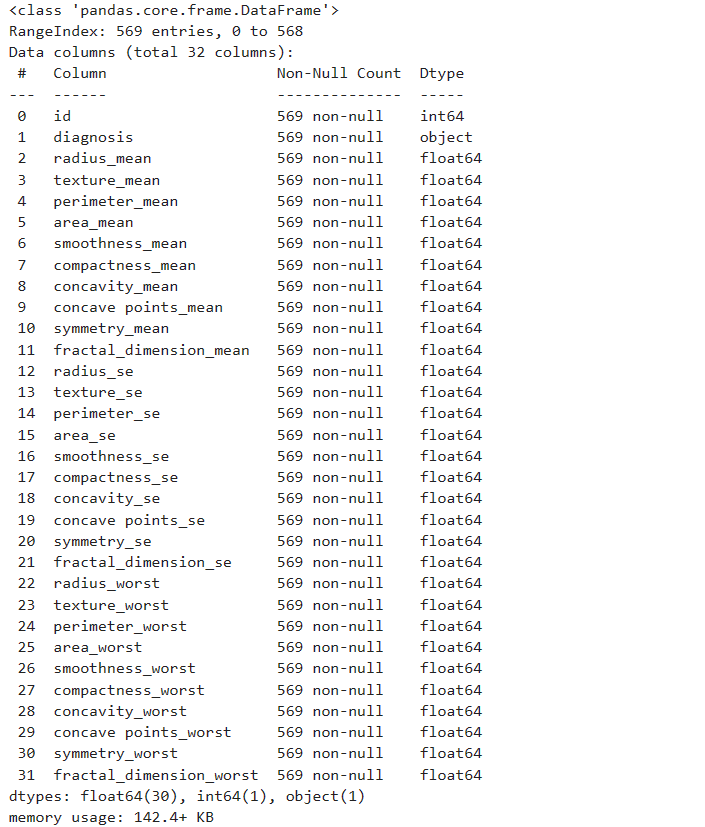 <class 'pandas.core.frame.DataFrame'>
RangeIndex: 569 entries, 0 to 568
Data columns (total 32 columns):
 #   Column                   Non-Null Count  Dtype
---  ------                   --------------  -----
 0   id                       569 non-null    int64
 1   diagnosis                569 non-null    object
 2   radius_mean              569 non-null    float64
 3   texture_mean             569 non-null    float64
 4   perimeter_mean           569 non-null    float64
 5   area_mean                569 non-null    float64
 6   smoothness_mean          569 non-null    float64
 7   compactness_mean         569 non-null    float64
 8   concavity_mean           569 non-null    float64
 9   concave points_mean      569 non-null    float64
 10  symmetry_mean            569 non-null    float64
 11  fractal_dimension_mean   569 non-null    float64
 12  radius_se                569 non-null    float64
 13  texture_se               569 non-null    float64
 14  perimeter_se             569 non-null    float64
 15  area_se                  569 non-null    float64
 16  smoothness_se            569 non-null    float64
 17  compactness_se           569 non-null    float64
 18  concavity_se             569 non-null    float64
 19  concave points_se        569 non-null    float64
 20  symmetry_se              569 non-null    float64
 21  fractal_dimension_se     569 non-null    float64
 22  radius_worst             569 non-null    float64
 23  texture_worst            569 non-null    float64
 24  perimeter_worst          569 non-null    float64
 25  area_worst               569 non-null    float64
 26  smoothness_worst         569 non-null    float64
 27  compactness_worst        569 non-null    float64
 28  concavity_worst          569 non-null    float64
 29  concave points_worst     569 non-null    float64
 30  symmetry_worst           569 non-null    float64
 31  fractal_dimension_worst  569 non-null    float64
dtypes: float64(30), int64(1), object(1)
memory usage: 142.4+ KB